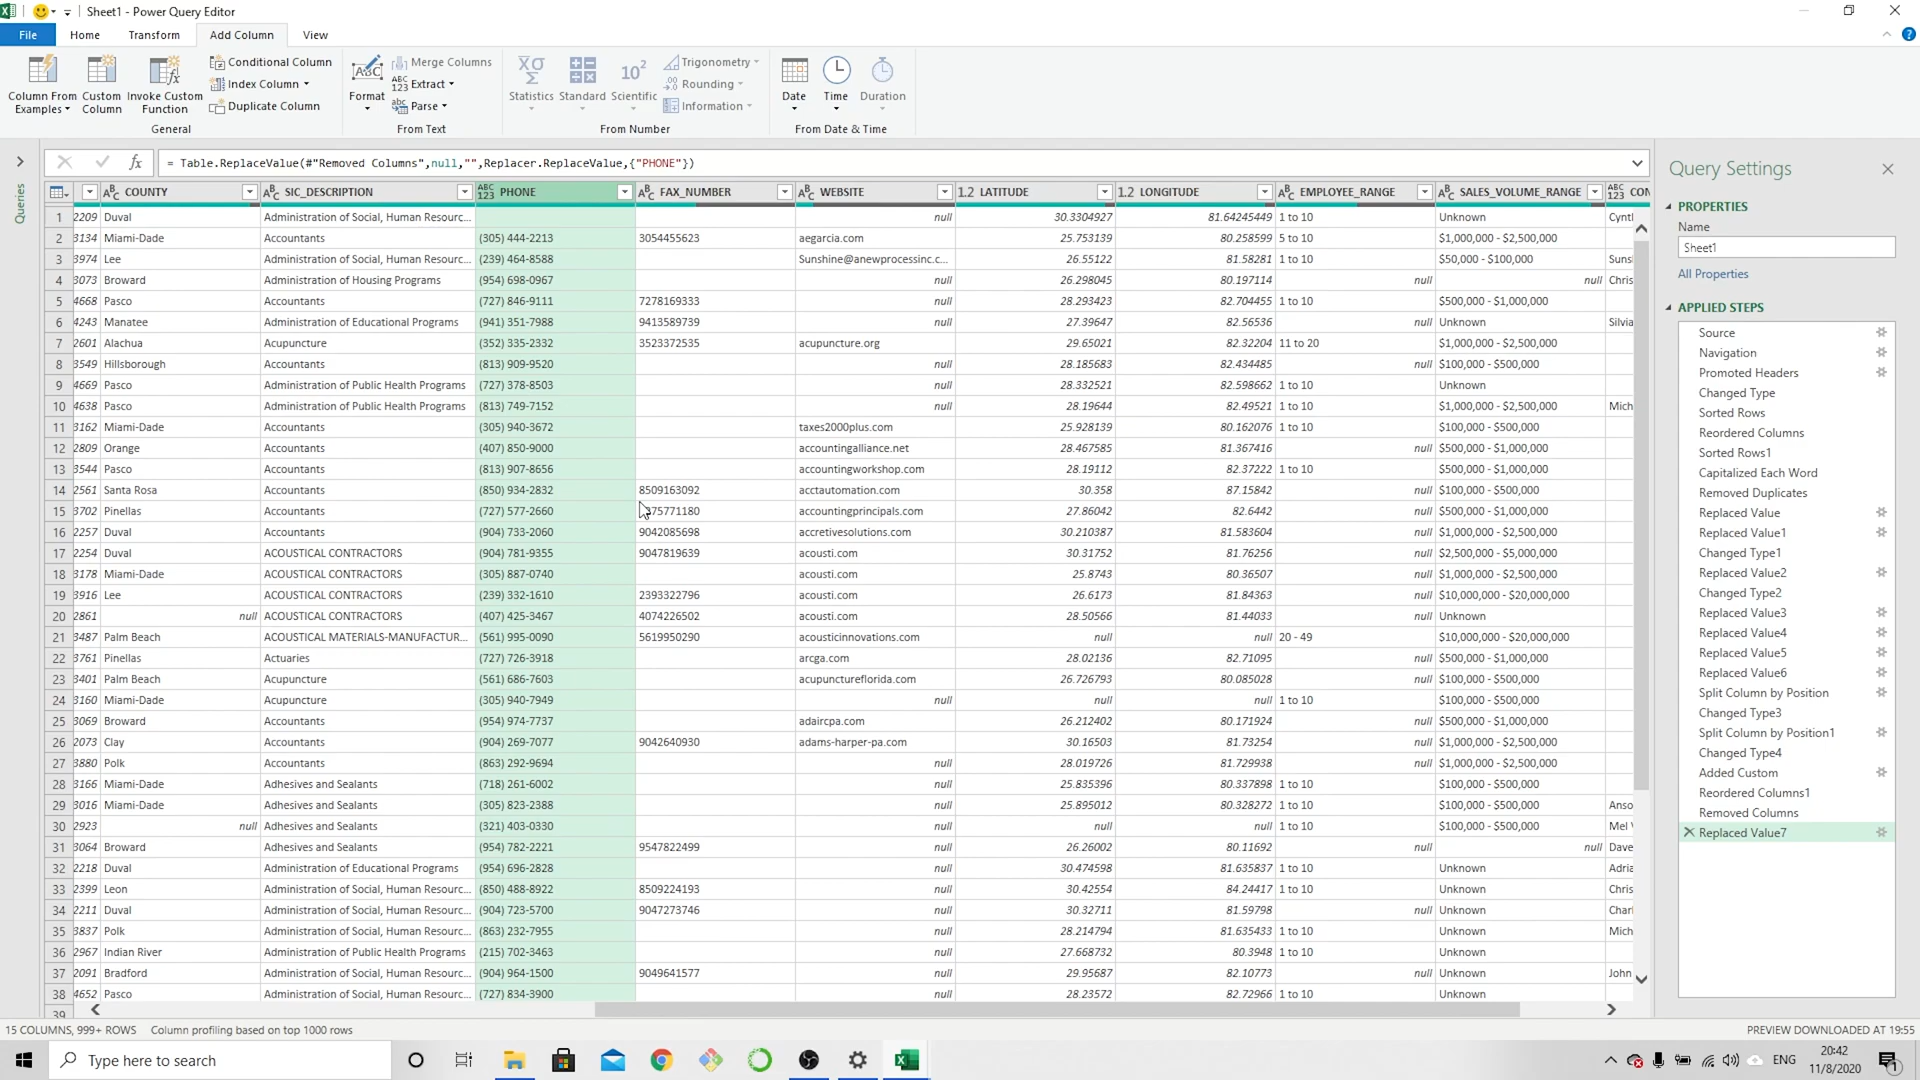 Sheet1 - Power Query Editor
File Home Transform Add Column View
Column From Examples
Custom Column
Invoke Custom Function
Conditional Column
Index Column
Duplicate Column
General
Format
Merge Columns
Extract
Parse
From Text
Statistics
Standard
Scientific
Trigonometry
Rounding
Information
From Number
Date
Time
Duration
From Date & Time
= Table.ReplaceValue(#"Removed Columns",null,"",Replacer.ReplaceValue,{"PHONE"})
Queries
COUNTY SIC_DESCRIPTION PHONE FAX_NUMBER WEBSITE 1.2 LATITUDE 1.2 LONGITUDE EMPLOYEE_RANGE SALES_VOLUME_RANGE CON
1 2209 Duval Administration of Social, Human Resourc... null 30.3304927 81.64245449 1 to 10 Unknown Cynth
2 3134 Miami-Dade Accountants (305) 444-2213 3054455623 aegarcia.com 25.753139 80.258599 5 to 10 $1,000,000 - $2,500,000
3 3974 Lee Administration of Social, Human Resourc... (239) 464-8588 Sunshine@anewprocessinc.c... 26.55122 81.58281 1 to 10 $50,000 - $100,000 Suns
4 3073 Broward Administration of Housing Programs (954) 698-0967 null 26.298045 80.197114 null null Chris
5 4668 Pasco Accountants (727) 846-9111 7278169333 null 28.293423 82.704455 1 to 10 $500,000 - $1,000,000
6 4243 Manatee Administration of Educational Programs (941) 351-7988 9413589739 null 27.39647 82.56536 null Unknown Silvia
7 2601 Alachua Acupuncture (352) 335-2332 3523372535 acupuncture.org 29.65021 82.32204 11 to 20 $1,000,000 - $2,500,000
8 3549 Hillsborough Accountants (813) 909-9520 null 28.185683 82.434485 null $100,000 - $500,000
9 4669 Pasco Administration of Public Health Programs (727) 378-8503 null 28.332521 82.598662 1 to 10 Unknown
10 4638 Pasco Administration of Public Health Programs (813) 749-7152 null 28.19644 82.49521 1 to 10 $1,000,000 - $2,500,000 Mich
11 3162 Miami-Dade Accountants (305) 940-3672 taxes2000plus.com 25.928139 80.162076 1 to 10 $100,000 - $500,000
12 2809 Orange Accountants (407) 850-9000 accountingalliance.net 28.467585 81.367416 null $500,000 - $1,000,000
13 3544 Pasco Accountants (813) 907-8656 accountingworkshop.com 28.19112 82.37222 1 to 10 $500,000 - $1,000,000
14 2561 Santa Rosa Accountants (850) 934-2832 8509163092 acctautomation.com 30.358 87.15842 null $100,000 - $500,000
15 3702 Pinellas Accountants (727) 577-2660 75771180 accountingprincipals.com 27.86042 82.6442 null $500,000 - $1,000,000
16 2257 Duval Accountants (904) 733-2060 9042085698 accretivesolutions.com 30.210387 81.583604 null $1,000,000 - $5,000,000
17 2254 Duval ACOUSTICAL CONTRACTORS (904) 781-9355 9047819639 acousti.com 30.31752 81.76256 null $2,500,000 - $5,000,000
18 3178 Miami-Dade ACOUSTICAL CONTRACTORS (305) 887-0740 acousti.com 25.8743 80.36507 null $1,000,000 - $2,500,000
19 3916 Lee ACOUSTICAL CONTRACTORS (239) 332-1610 2393322796 acousti.com 26.6173 81.84363 null $10,000,000 - $20,000,000
20 2861 null ACOUSTICAL CONTRACTORS (407) 425-3467 4074226502 acousti.com 28.50566 81.44033 null Unknown
21 3487 Palm Beach ACOUSTICAL MATERIALS-MANUFACTUR... (561) 995-0090 5619950290 acousticinnovations.com null null 20 - 49 $10,000,000 - $20,000,000
22 3761 Pinellas Actuaries (727) 726-3918 arcga.com 28.02136 82.71095 null $500,000 - $1,000,000
23 3401 Palm Beach Acupuncture (561) 686-7603 acupunctureflorida.com 26.726793 80.085028 null $100,000 - $500,000
24 3160 Miami-Dade Acupuncture (305) 940-7949 null null null 1 to 10 $100,000 - $500,000
25 3069 Broward Accountants (954) 974-7737 adaircpa.com 26.212402 80.171924 null $500,000 - $1,000,000
26 2073 Clay Accountants (904) 269-7077 9042640930 adams-harper-pa.com 30.16503 81.73254 null $1,000,000 - $2,500,000
27 3880 Polk Accountants (863) 292-9694 null 28.019726 81.729938 null $1,000,000 - $2,500,000
28 3166 Miami-Dade Adhesives and Sealants (718) 261-6002 null 25.835396 80.337898 1 to 10 $100,000 - $500,000
29 3016 Miami-Dade Adhesives and Sealants (305) 823-2388 null 25.895012 80.328272 1 to 10 $100,000 - $500,000 Anso
30 2923 null Adhesives and Sealants (321) 403-0330 null null null 1 to 10 $100,000 - $500,000 Mel
31 3064 Broward Adhesives and Sealants (954) 782-2221 9547822499 null 26.26002 80.11692 null null Dave
32 2218 Duval Administration of Educational Programs (954) 696-2828 null 30.474598 81.635837 1 to 10 Unknown Adria
33 2399 Leon Administration of Social, Human Resourc... (850) 488-8922 8509224193 null 30.42554 84.24417 1 to 10 Unknown Chris
34 2211 Duval Administration of Social, Human Resourc... (904) 723-5700 9047273746 null 30.32711 81.59798 null Unknown Charl
35 3837 Polk Administration of Social, Human Resourc... (863) 232-7955 null 28.214794 81.635433 1 to 10 Unknown Mich
36 2967 Indian River Administration of Public Health Programs (215) 702-3463 null 27.668732 80.3948 1 to 10 Unknown
37 2091 Bradford Administration of Social, Human Resourc... (904) 964-1500 9049641577 null 29.95687 82.10773 null Unknown John
38 4652 Pasco Administration of Social, Human Resourc... (727) 834-3900 null 28.23572 82.72966 1 to 10 Unknown
39
Query Settings
PROPERTIES
Name
Sheet1
All Properties
APPLIED STEPS
Source
Navigation
Promoted Headers
Changed Type
Sorted Rows
Reordered Columns
Sorted Rows1
Capitalized Each Word
Removed Duplicates
Replaced Value
Replaced Value1
Changed Type1
Replaced Value2
Changed Type2
Replaced Value3
Replaced Value4
Replaced Value5
Replaced Value6
Split Column by Position
Changed Type3
Split Column by Position1
Changed Type4
Added Custom
Reordered Columns1
Removed Columns
Replaced Value7
15 COLUMNS, 999+ ROWS Column profiling based on top 1000 rows
PREVIEW DOWNLOADED AT 19:55
Type here to search
ENG
20:42
11/8/2020